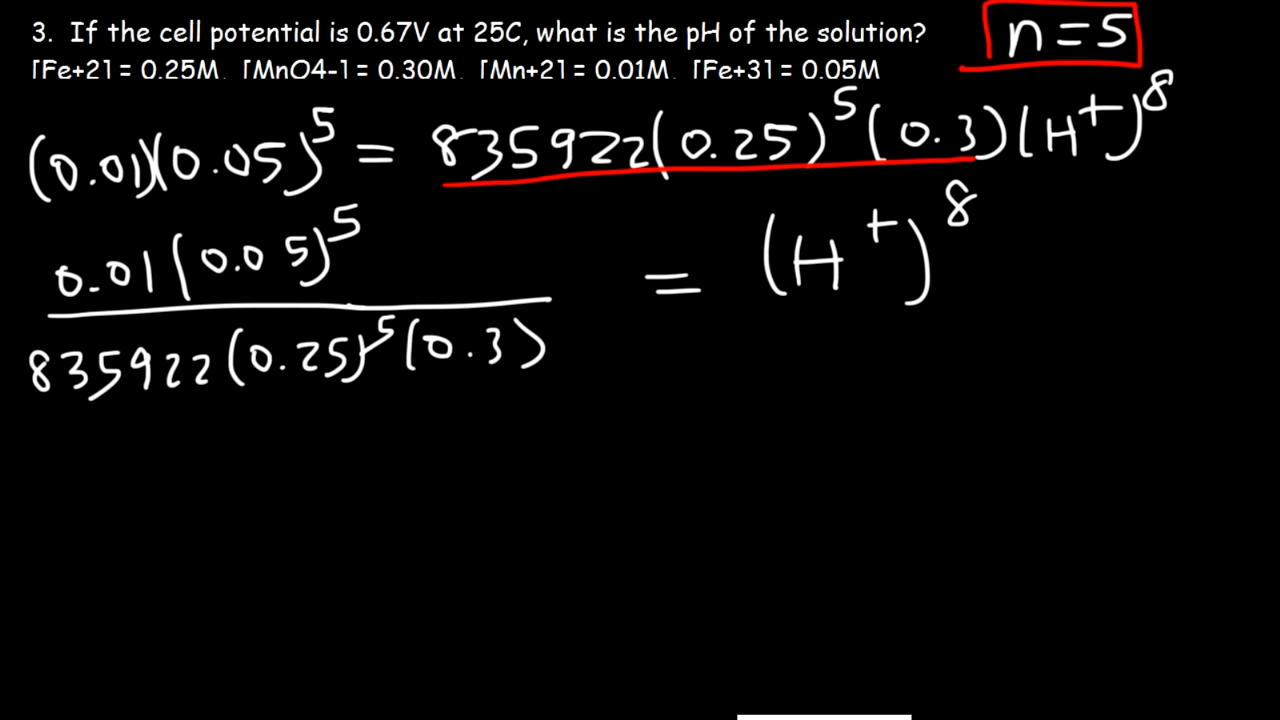 3. If the cell potential is 0.67V at 25C, what is the pH of the solution?
n=5
[Fe+2] = 0.25M, [MnO4-] = 0.30M, [Mn+2] = 0.01M, [Fe+3] = 0.05M
(0.01)(0.05)^5 = 835922(0.25)^5(0.3)(H^+)^8
0.01(0.05)^5
= (H^+)^8
835922(0.25)^5(0.3)